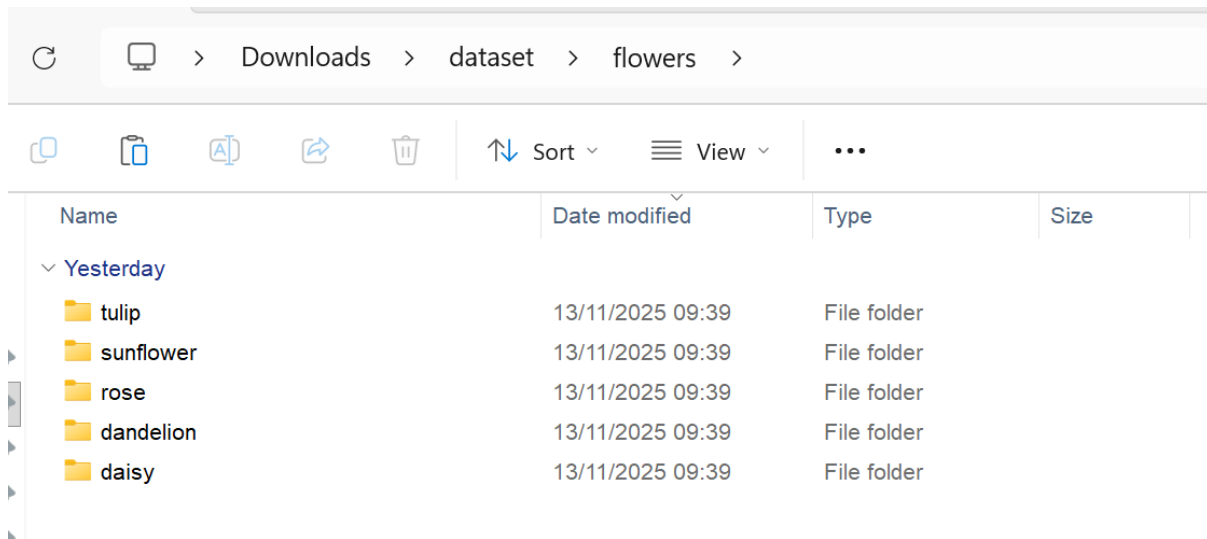 Downloads > dataset > flowers >
Sort View •••
Name Date modified Type Size
Yesterday
tulip 13/11/2025 09:39 File folder
sunflower 13/11/2025 09:39 File folder
rose 13/11/2025 09:39 File folder
dandelion 13/11/2025 09:39 File folder
daisy 13/11/2025 09:39 File folder